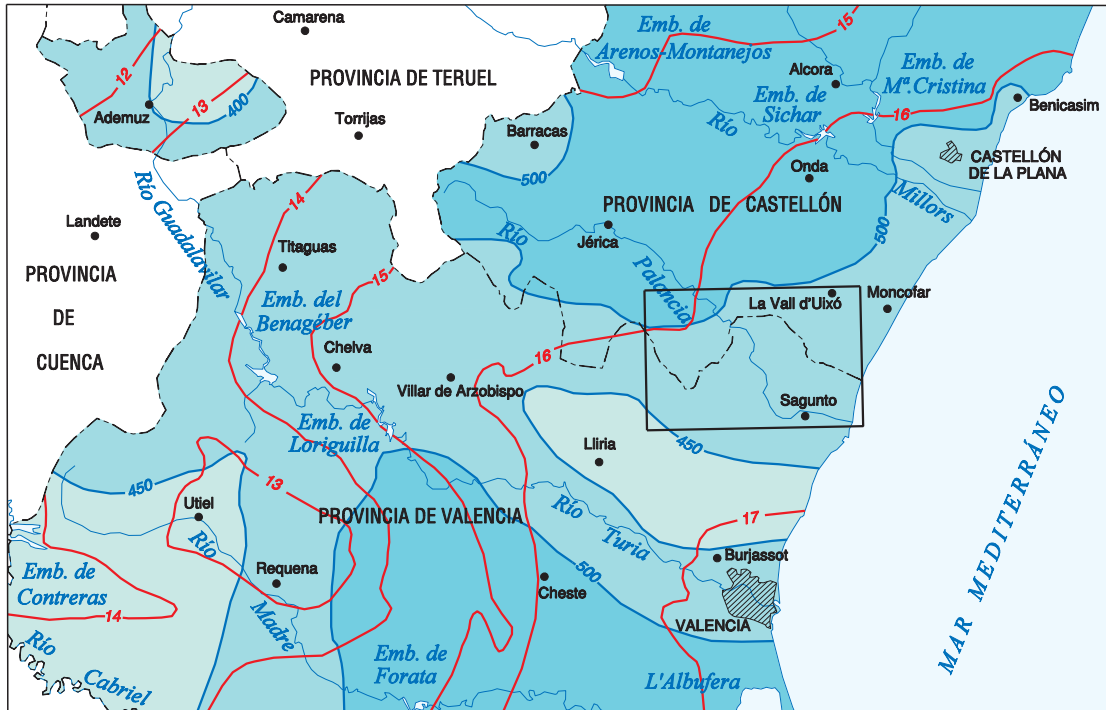 Camarena
Emb. de
Arenos-Montanejos
15
12
PROVINCIA DE TERUEL
Alcora
Emb. de
Mª. Cristina
13
400
Ademuz
Emb. de
Sichar
16
Benicasim
Torrijas
Barracas
Río
500
Onda
CASTELLÓN
DE LA PLANA
Millors
14
PROVINCIA DE CASTELLÓN
Río Guadalavilar
Landete
Río
Jérica
500
Titaguas
Palancia
PROVINCIA
DE
CUENCA
15
Emb. del
Benagéber
La Vall d'Uixó
Moncofar
Chelva
16
Villar de Arzobispo
Sagunto
Emb. de
Loriguilla
450
Lliria
450
13
Utiel
PROVINCIA DE VALENCIA
Río
Turia
17
Río
Burjassot
Emb. de
Contreras
Requena
500
Cheste
14
Madre
VALENCIA
Río
Cabriel
Emb. de
Forata
L'Albufera
MAR MEDITERRÁNEO